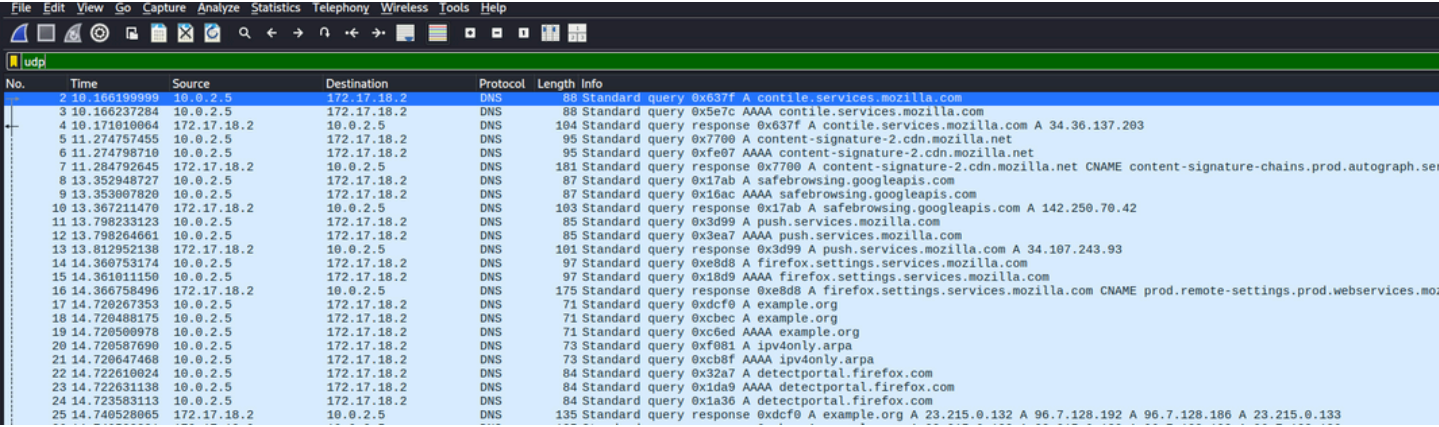 File Edit View Go Capture Analyze Statistics Telephony Wireless Tools Help
udp
No. Time Source Destination Protocol Length Info
2 10.166199999 10.0.2.5 172.17.18.2 DNS 88 Standard query 0x637f A contile.services.mozilla.com
3 10.166237284 10.0.2.5 172.17.18.2 DNS 88 Standard query 0x5e7c AAAA contile.services.mozilla.com
4 10.171010064 172.17.18.2 10.0.2.5 DNS 104 Standard query response 0x637f A contile.services.mozilla.com A 34.36.137.203
5 11.274757455 10.0.2.5 172.17.18.2 DNS 95 Standard query 0x7700 A content-signature-2.cdn.mozilla.net
6 11.274798710 10.0.2.5 172.17.18.2 DNS 95 Standard query 0xfe07 AAAA content-signature-2.cdn.mozilla.net
7 11.284792645 172.17.18.2 10.0.2.5 DNS 181 Standard query response 0x7700 A content-signature-2.cdn.mozilla.net CNAME content-signature-chains.prod.autograph.ser
8 13.352948727 10.0.2.5 172.17.18.2 DNS 87 Standard query 0x17ab A safebrowsing.googleapis.com
9 13.353007820 10.0.2.5 172.17.18.2 DNS 87 Standard query 0x16ac AAAA safebrowsing.googleapis.com
10 13.367211470 172.17.18.2 10.0.2.5 DNS 103 Standard query response 0x17ab A safebrowsing.googleapis.com A 142.250.70.42
11 13.798233123 10.0.2.5 172.17.18.2 DNS 85 Standard query 0x3d99 A push.services.mozilla.com
12 13.798264661 10.0.2.5 172.17.18.2 DNS 85 Standard query 0x3ea7 AAAA push.services.mozilla.com
13 13.812952138 172.17.18.2 10.0.2.5 DNS 101 Standard query response 0x3d99 A push.services.mozilla.com A 34.107.243.93
14 14.360753174 10.0.2.5 172.17.18.2 DNS 97 Standard query 0xe8d8 A firefox.settings.services.mozilla.com
15 14.361011150 10.0.2.5 172.17.18.2 DNS 97 Standard query 0x18d9 AAAA firefox.settings.services.mozilla.com
16 14.366758496 172.17.18.2 10.0.2.5 DNS 175 Standard query response 0xe8d8 A firefox.settings.services.mozilla.com CNAME prod.remote-settings.prod.webservices.moz
17 14.720267353 10.0.2.5 172.17.18.2 DNS 71 Standard query 0xdcf0 A example.org
18 14.720488175 10.0.2.5 172.17.18.2 DNS 71 Standard query 0xcbec A example.org
19 14.720500978 10.0.2.5 172.17.18.2 DNS 71 Standard query 0xc6ed AAAA example.org
20 14.720587690 10.0.2.5 172.17.18.2 DNS 73 Standard query 0xf081 A ipv4only.arpa
21 14.720647468 10.0.2.5 172.17.18.2 DNS 73 Standard query 0xcb8f AAAA ipv4only.arpa
22 14.722610024 10.0.2.5 172.17.18.2 DNS 84 Standard query 0x32a7 A detectportal.firefox.com
23 14.722631138 10.0.2.5 172.17.18.2 DNS 84 Standard query 0x1da9 AAAA detectportal.firefox.com
24 14.723583113 10.0.2.5 172.17.18.2 DNS 84 Standard query 0x1a36 A detectportal.firefox.com
25 14.740528065 172.17.18.2 10.0.2.5 DNS 135 Standard query response 0xdcf0 A example.org A 23.215.0.132 A 96.7.128.192 A 96.7.128.186 A 23.215.0.133